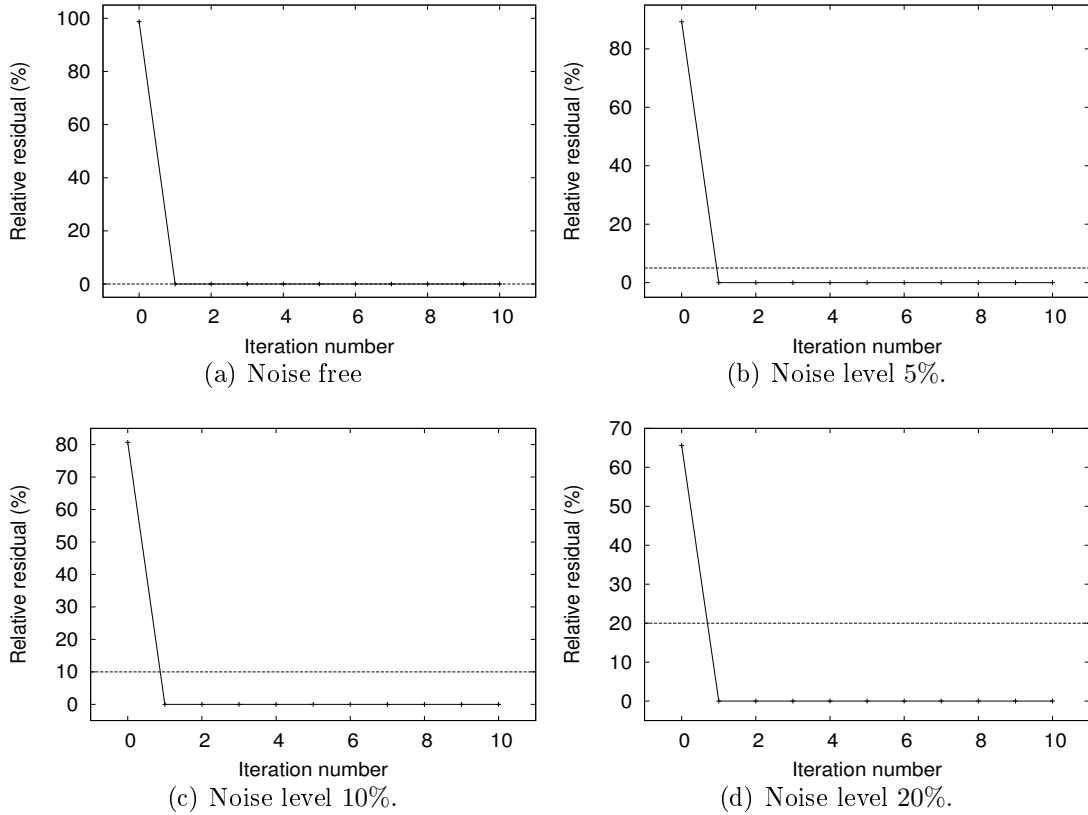 Relative residual (%)
100
80
60
40
20
0
0 2 4 6 8 10
Iteration number
(a) Noise free
Relative residual (%)
80
60
40
20
0
0 2 4 6 8 10
Iteration number
(b) Noise level 5%.
Relative residual (%)
80
70
60
50
40
30
20
10
0
0 2 4 6 8 10
Iteration number
(c) Noise level 10%.
Relative residual (%)
70
60
50
40
30
20
10
0
0 2 4 6 8 10
Iteration number
(d) Noise level 20%.